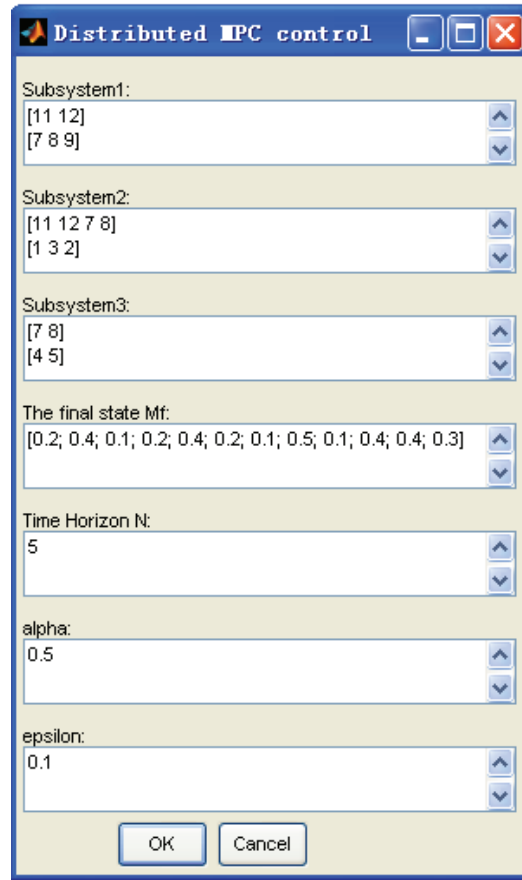 Distributed MPC control
Subsystem1:
[11 12]
[7 8 9]
Subsystem2:
[11 12 7 8]
[1 3 2]
Subsystem3:
[7 8]
[4 5]
The final state Mf:
[0.2; 0.4; 0.1; 0.2; 0.4; 0.2; 0.1; 0.5; 0.1; 0.4; 0.4; 0.3]
Time Horizon N:
5
alpha:
0.5
epsilon:
0.1
OK Cancel